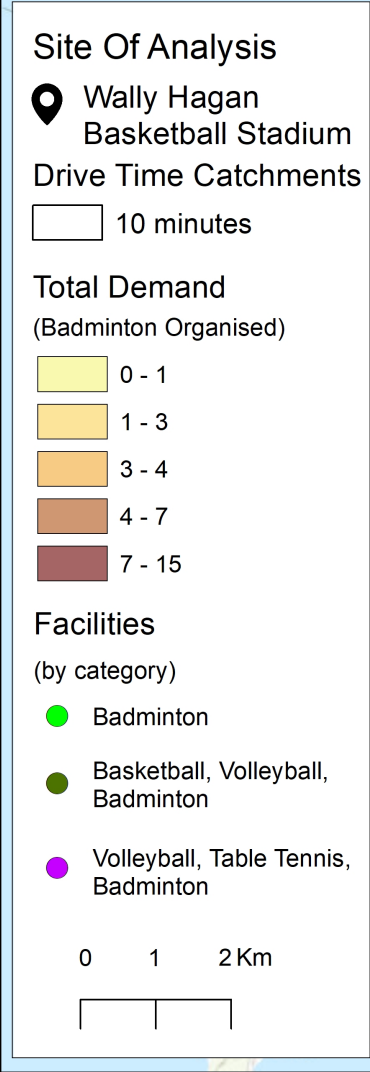 Site Of Analysis
Wally Hagan
Basketball Stadium
Drive Time Catchments
10 minutes
Total Demand
(Badminton Organised)
0 - 1
1 - 3
3 - 4
4 - 7
7 - 15
Facilities
(by category)
Badminton
Basketball, Volleyball,
Badminton
Volleyball, Table Tennis,
Badminton
0 1 2 Km